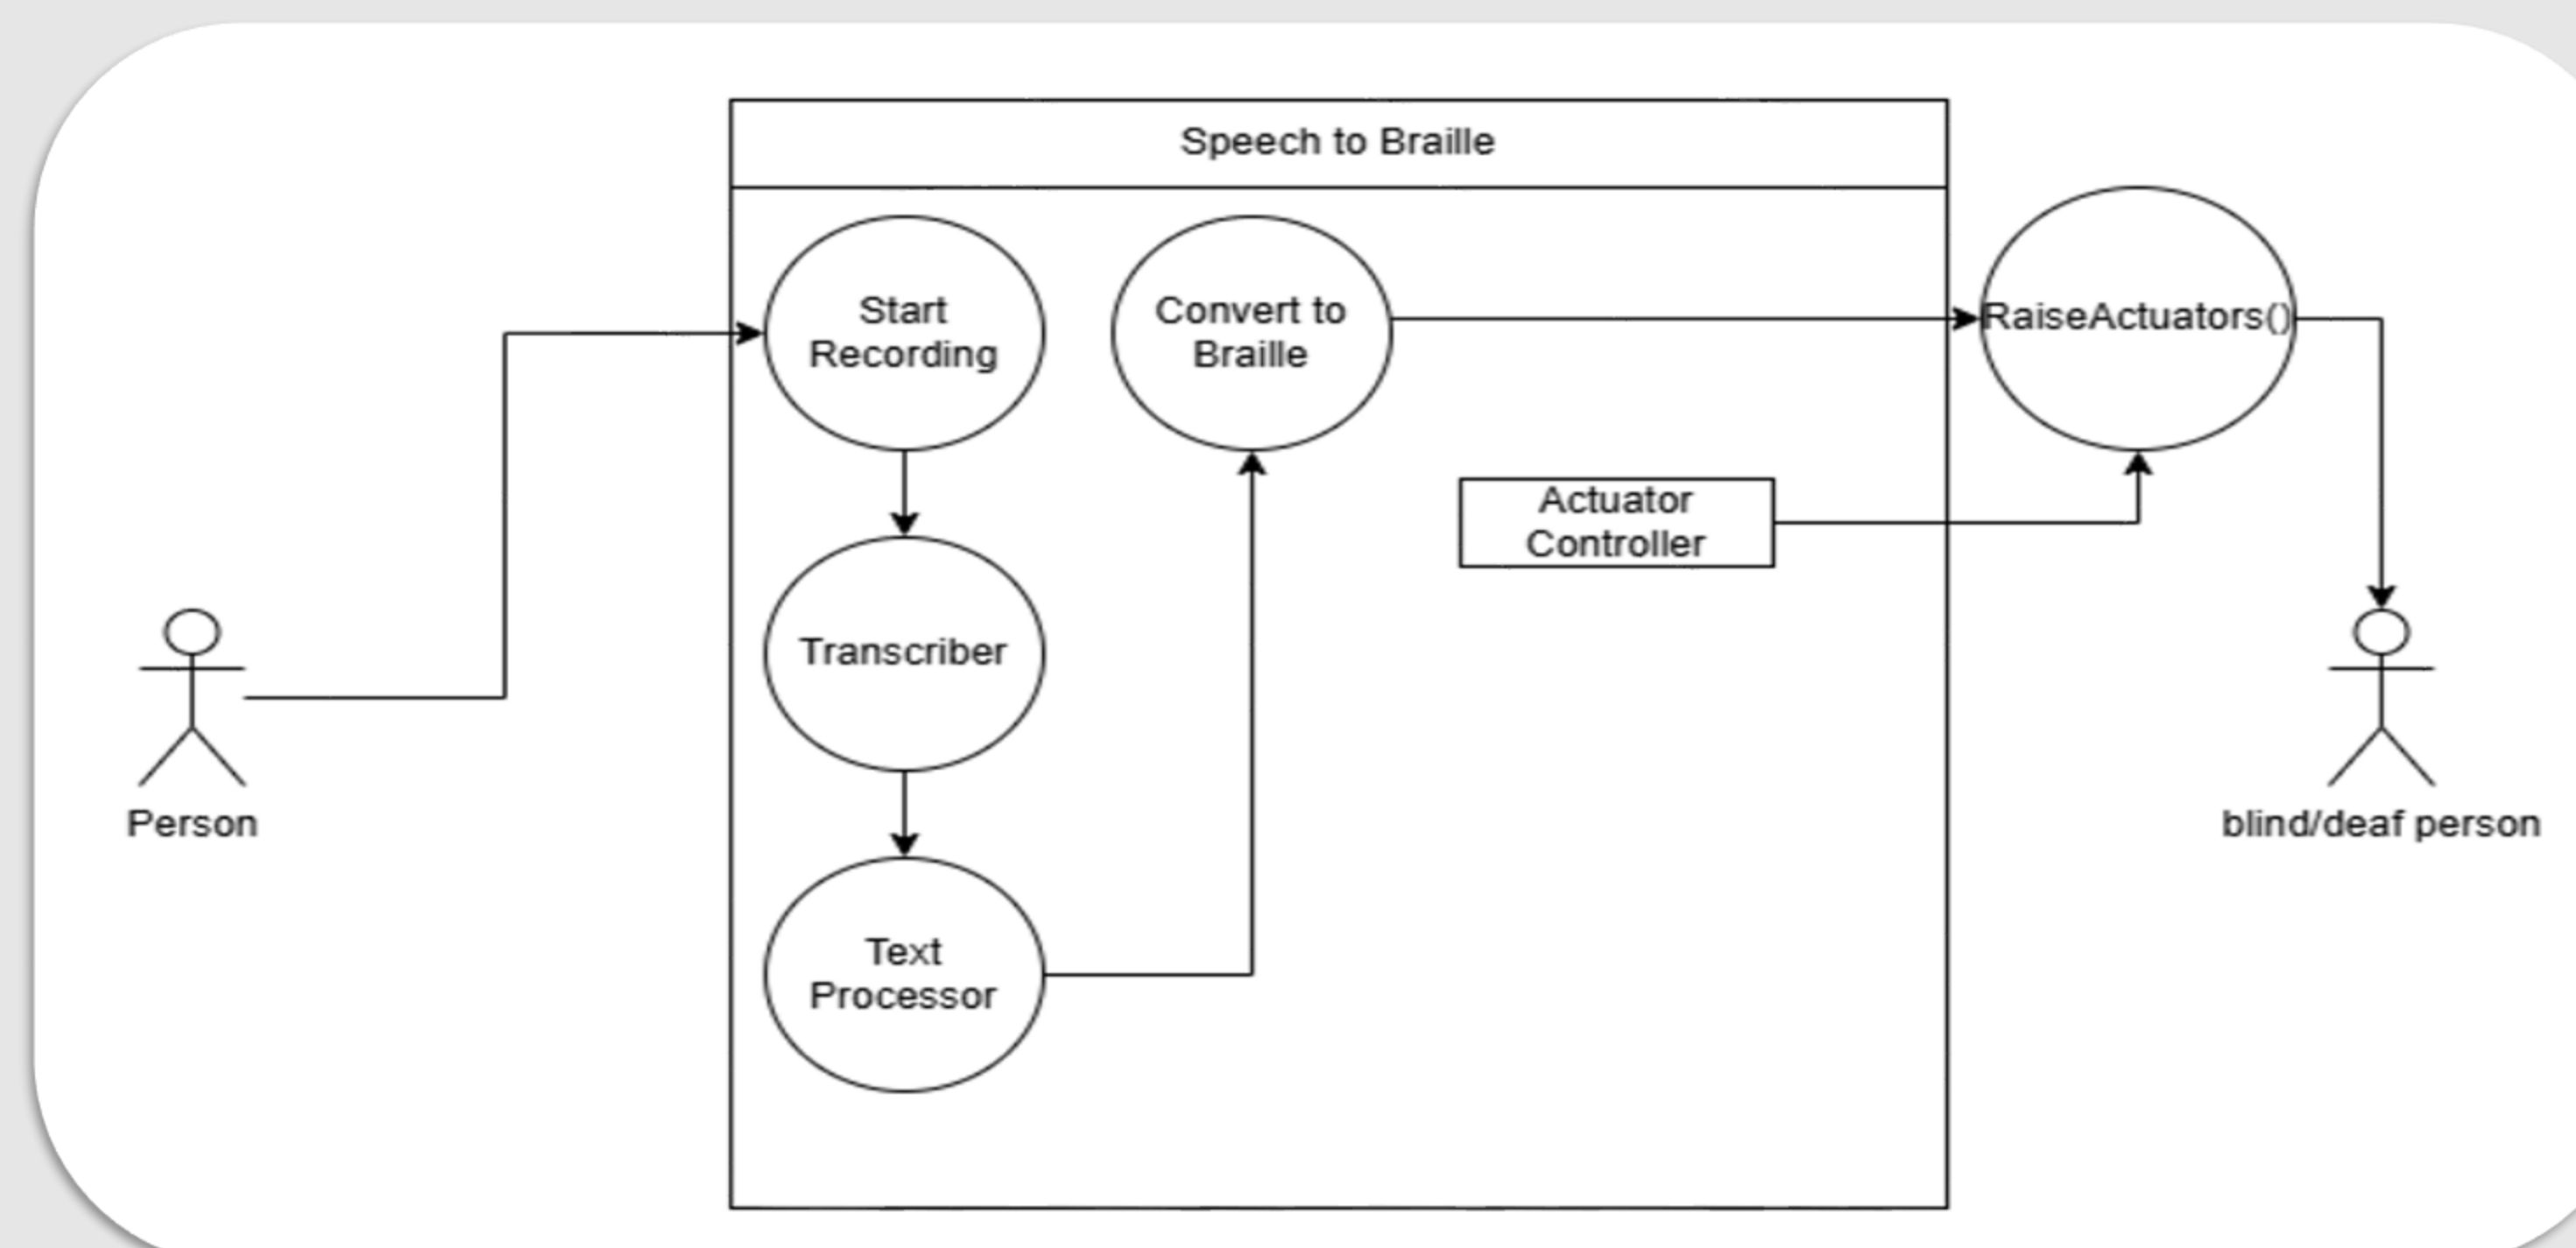 Speech to Braille
Start
Recording
Convert to
Braille
RaiseActuators()
Actuator
Controller
Transcriber
Person
blind/deaf person
Text
Processor